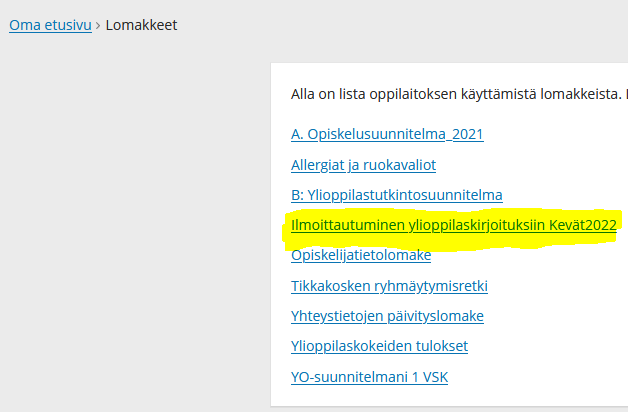 Oma etusivu > Lomakkeet
Alla on lista oppilaitoksen käyttämistä lomakkeista.
A. Opiskelusuunnitelma_2021
Allergiat ja ruokavaliot
B: Ylioppilastutkintosuunnitelma
Ilmoittautuminen ylioppilaskirjoituksiin Kevät2022
Opiskelijatietolomake
Tikkakosken ryhmäytymisretki
Yhteystietojen päivityslomake
Ylioppilaskokeiden tulokset
YO-suunnitelmani 1 VSK